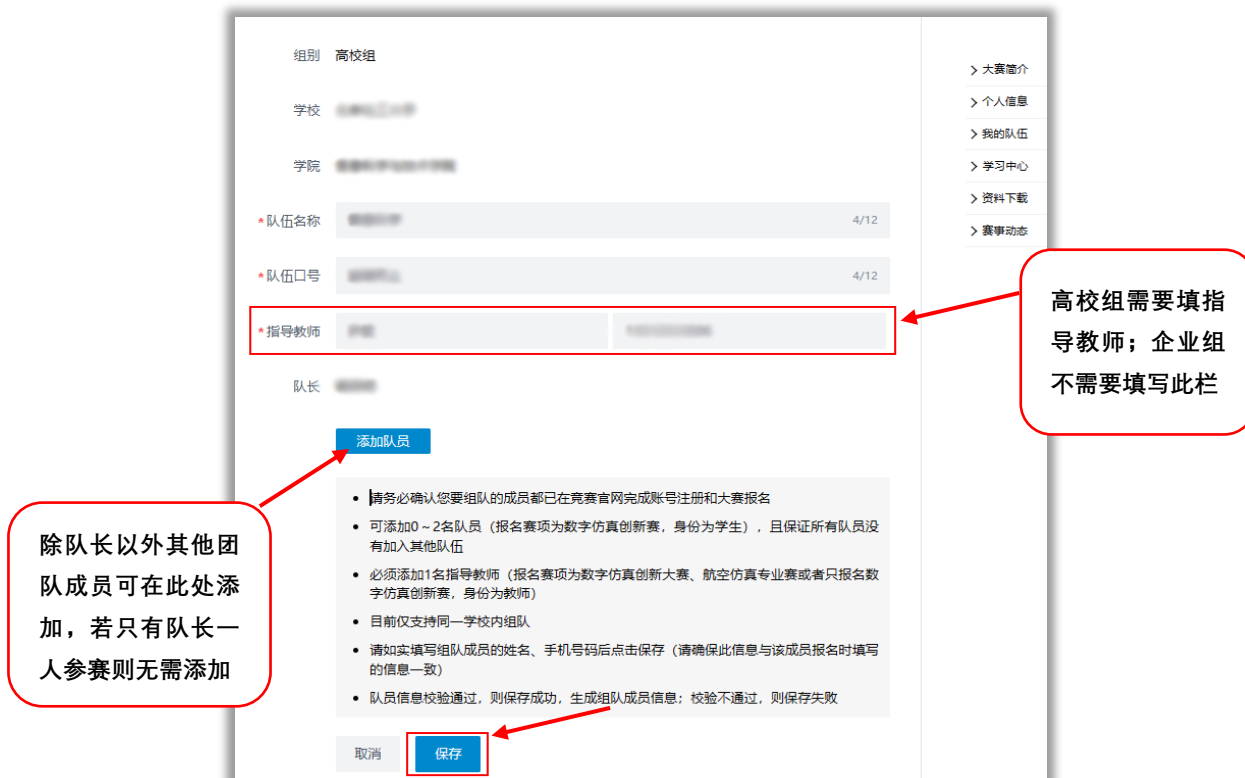 组别 高校组
学校
学院
*队伍名称 4/12
*队伍口号 4/12
*指导教师
队长
添加队员
• 请务必确认您要组队的成员都已在竞赛官网完成账号注册和大赛报名
• 可添加0~2名队员（报名赛项为数字仿真创新赛，身份为学生），且保证所有队员没
有加入其他队伍
• 必须添加1名指导教师（报名赛项为数字仿真创新大赛、航空仿真专业赛或者只报名数
字仿真创新赛，身份为教师）
• 目前仅支持同一学校内组队
• 请如实填写组队成员的姓名、手机号码后点击保存（请确保此信息与该成员报名时填写
的信息一致）
• 队员信息校验通过，则保存成功，生成组队成员信息；校验不通过，则保存失败
取消 保存
> 大赛简介
> 个人信息
> 我的队伍
> 学习中心
> 资料下载
> 赛事动态
高校组需要填指
导教师；企业组
不需要填写此栏
除队长以外其他团
队成员可在此处添
加，若只有队长一
人参赛则无需添加